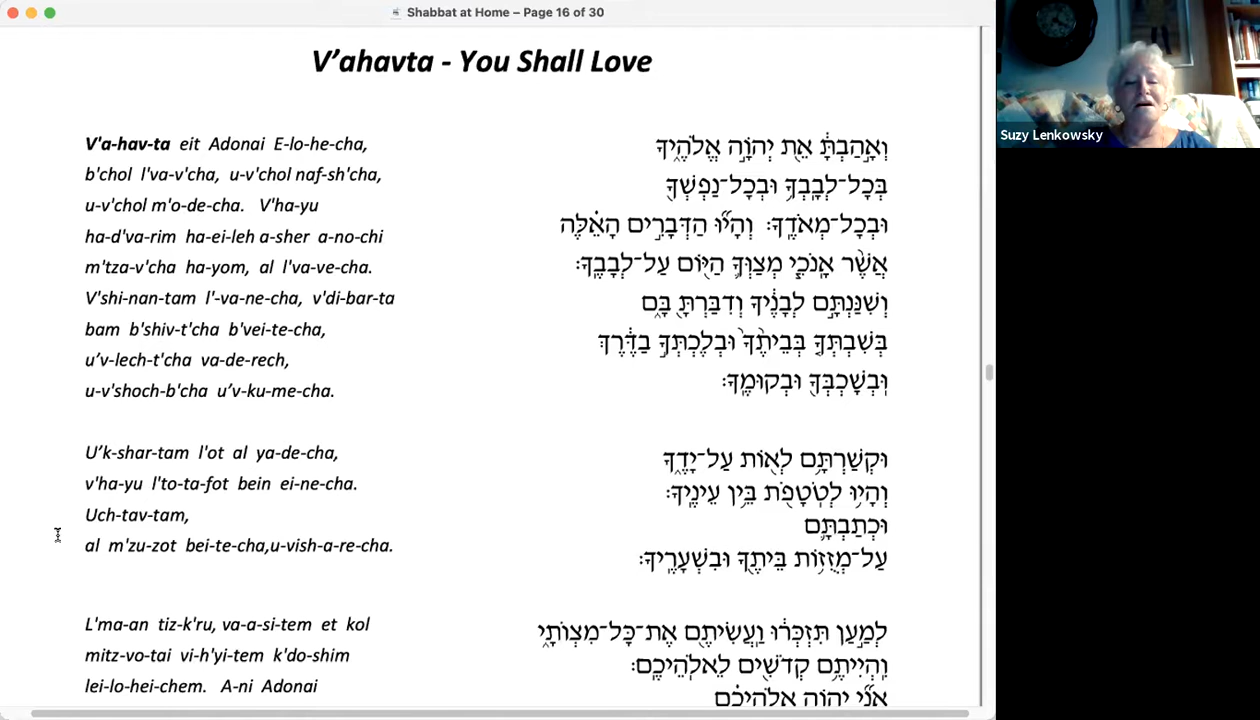 Shabbat at Home – Page 16 of 30
V’ahavta - You Shall Love
V'a-hav-ta eit Adonai E-lo-he-cha,
b'chol l'va-v'cha, u-v'chol naf-sh'cha,
u-v'chol m'o-de-cha. V'ha-yu
ha-d'va-rim ha-ei-leh a-sher a-no-chi
m'tza-v'cha ha-yom, al l'va-ve-cha.
V'shi-nan-tam l'-va-ne-cha, v'di-bar-ta
bam b'shiv-t'cha b'vei-te-cha,
u’v-lech-t'cha va-de-rech,
u-v'shoch-b'cha u’v-ku-me-cha.
U’k-shar-tam l'ot al ya-de-cha,
v'ha-yu l'to-ta-fot bein ei-ne-cha.
Uch-tav-tam,
al m'zu-zot bei-te-cha,u-vish-a-re-cha.
L'ma-an tiz-k'ru, va-a-si-tem et kol
mitz-vo-tai vi-h'yi-tem k'do-shim
lei-lo-hei-chem. A-ni Adonai
וְאָ֣הַבְתָּ֔ אֵ֖ת יְהֹוָ֣ה אֱלֹהֶ֑יךָ
בְּכׇל־לְבָבְךָ֥ וּבְכׇל־נַפְשְׁךָ֖
וּבְכׇל־מְאֹדֶֽךָ׃ וְהָי֞וּ הַדְּבָרִ֣ים הָאֵ֗לֶּה
אֲשֶׁ֨ר אָנֹכִ֧י מְצַוְּךָ֛ הַיּ֖וֹם עַל־לְבָבֶֽךָ׃
וְשִׁנַּנְתָּ֣ם לְבָנֶ֔יךָ וְדִבַּרְתָּ֖ בָּ֑ם
בְּשִׁבְתְּךָ֤ בְּבֵיתֶ֙ךָ֙ וּבְלֶכְתְּךָ֣ בַדֶּ֔רֶךְ
וּֽבְשׇׁכְבְּךָ֖ וּבְקוּמֶֽךָ׃
וּקְשַׁרְתָּ֥ם לְא֖וֹת עַל־יָדֶ֑ךָ
וְהָי֥וּ לְטֹטָפֹ֖ת בֵּ֥ין עֵינֶֽיךָ׃
וּכְתַבְתָּ֛ם
עַל־מְזֻז֥וֹת בֵּיתֶ֖ךָ וּבִשְׁעָרֶֽיךָ׃
לְמַ֣עַן תִּזְכְּר֔וּ וַעֲשִׂיתֶ֖ם אֶת־כׇּל־מִצְוֺתָ֑י
וִהְיִיתֶ֥ם קְדֹשִׁ֖ים לֵאלֹֽהֵיכֶֽם׃
אֲנִ֞י יְהֹוָ֣ה אֱלֹהֵיכֶ֗ם
Suzy Lenkowsky